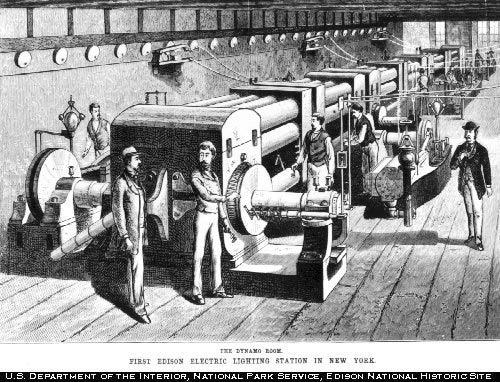 THE DYNAMO ROOM.
FIRST EDISON ELECTRIC LIGHTING STATION IN NEW YORK.
U.S. DEPARTMENT OF THE INTERIOR, NATIONAL PARK SERVICE, EDISON NATIONAL HISTORIC SITE